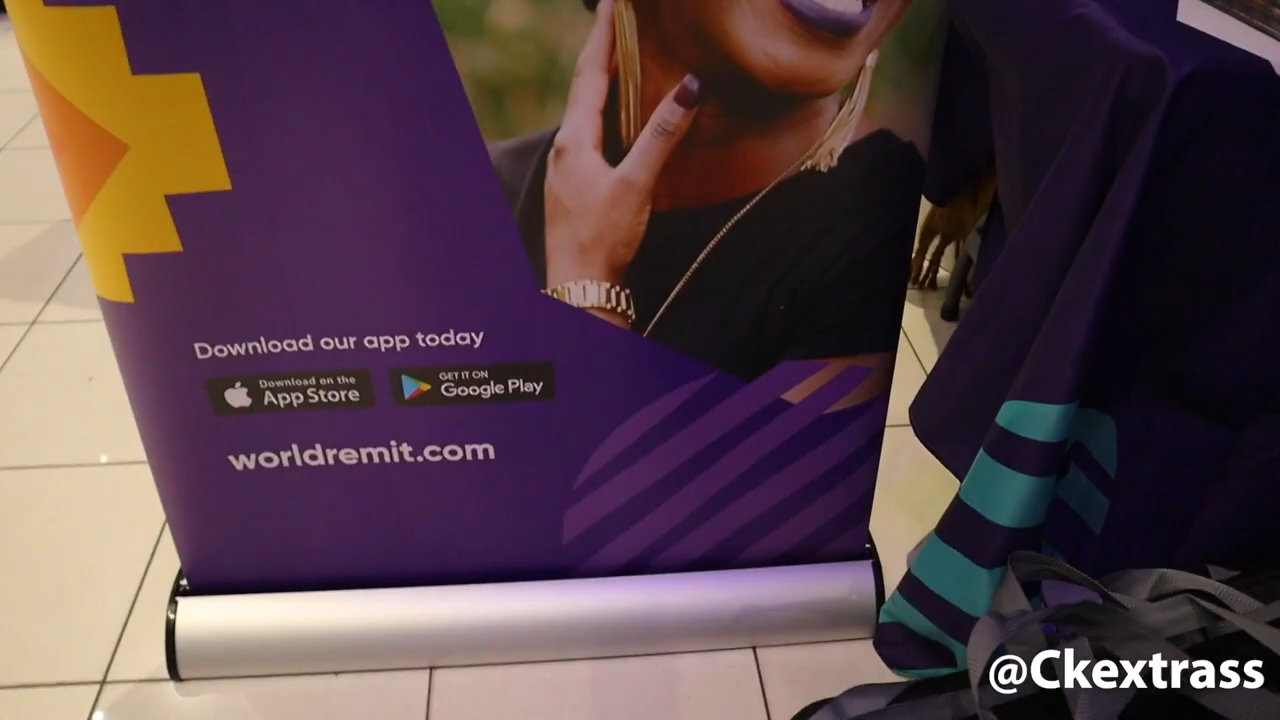 Download our app today
Download on the
App Store
GET IT ON
Google Play
worldremit.com
@Ckextrass